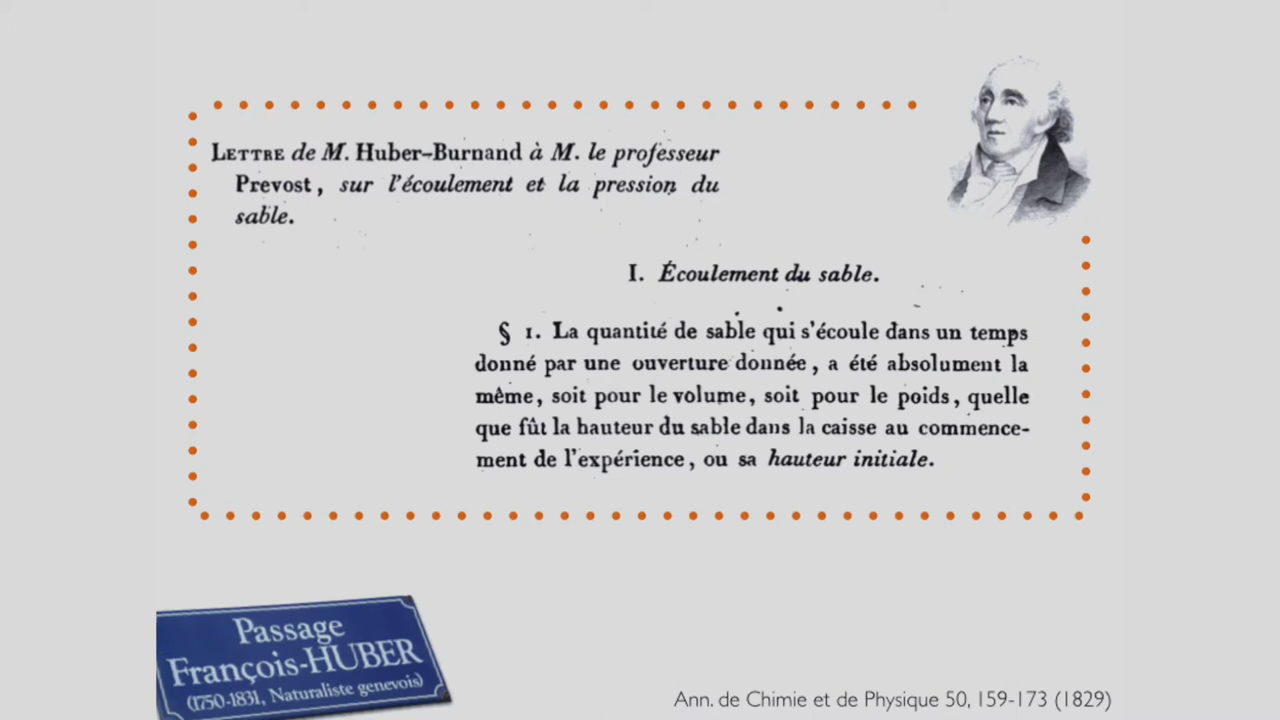 LETTRE de M. Huber-Burnand à M. le professeur
Prevost, sur l'écoulement et la pression du
sable.
I. Écoulement du sable.
§ 1. La quantité de sable qui s'écoule dans un temps
donné par une ouverture donnée, a été absolument la
même, soit pour le volume, soit pour le poids, quelle
que fût la hauteur du sable dans la caisse au commence-
ment de l'expérience, ou sa hauteur initiale.
Passage
François-HUBER
(1750-1831, Naturaliste genevois)
Ann. de Chimie et de Physique 50, 159-173 (1829)